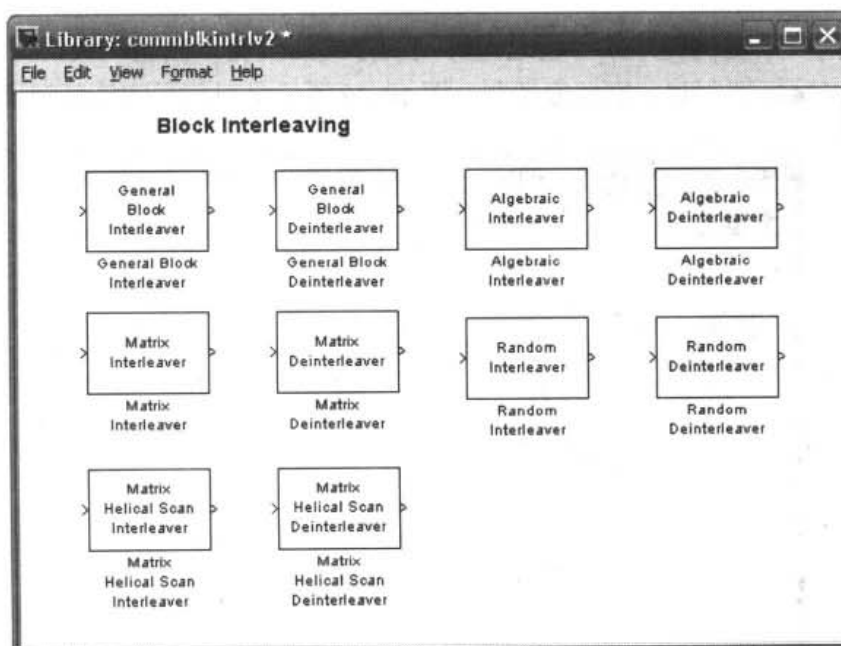 Library: commblkintrlv2 *
File Edit View Format Help
Block Interleaving
General
Block
Interleaver
General Block
Interleaver
General
Block
Deinterleaver
General Block
Deinterleaver
Algebraic
Interleaver
Algebraic
Interleaver
Algebraic
Deinterleaver
Algebraic
Deinterleaver
Matrix
Interleaver
Matrix
Interleaver
Matrix
Deinterleaver
Matrix
Deinterleaver
Random
Interleaver
Random
Interleaver
Random
Deinterleaver
Random
Deinterleaver
Matrix
Helical Scan
Interleaver
Matrix
Helical Scan
Interleaver
Matrix
Helical Scan
Deinterleaver
Matrix
Helical Scan
Deinterleaver